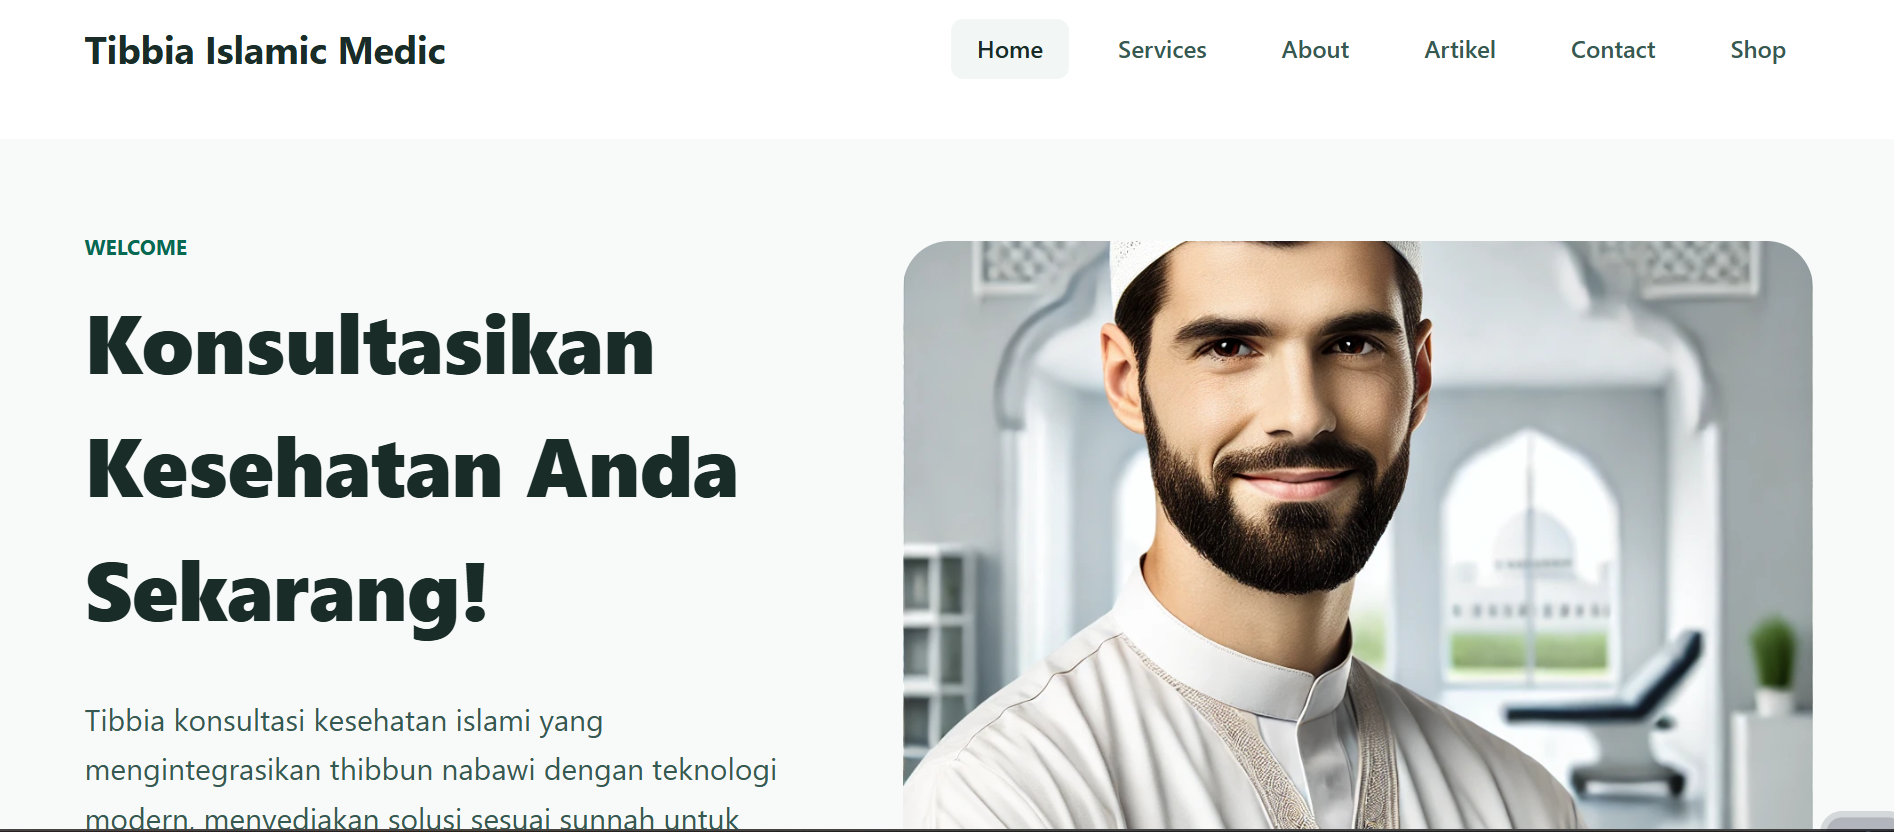 Tibbia Islamic Medic
Home
Services
About
Artikel
Contact
Shop
WELCOME
Konsultasikan
Kesehatan Anda
Sekarang!
Tibbia konsultasi kesehatan islami yang
mengintegrasikan thibbun nabawi dengan teknologi
modern, menyediakan solusi sesuai sunnah untuk